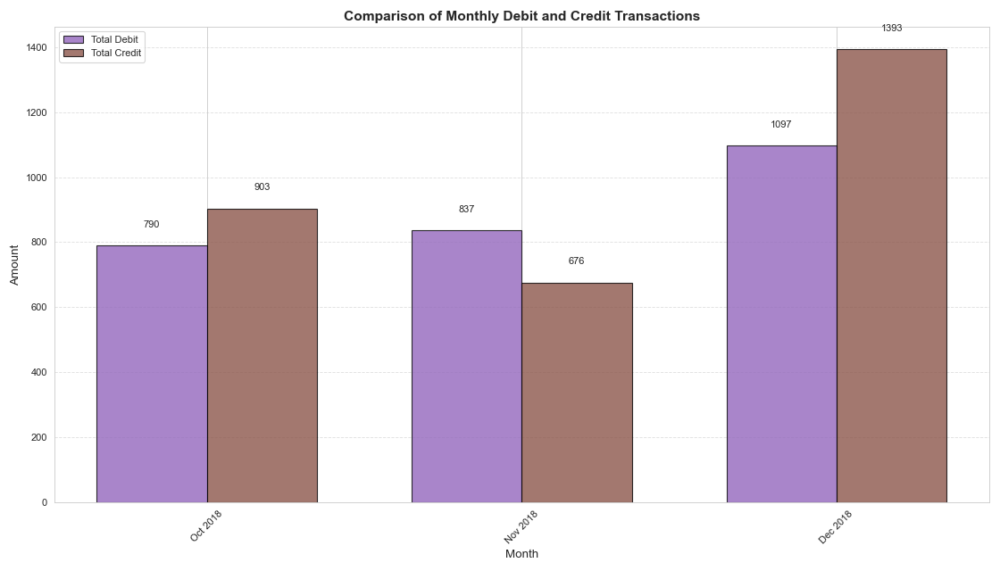 Comparison of Monthly Debit and Credit Transactions
Total Debit
Total Credit
1400
1200
1000
800
600
400
200
0
Amount
790
903
837
676
1097
1393
Oct 2018
Nov 2018
Dec 2018
Month